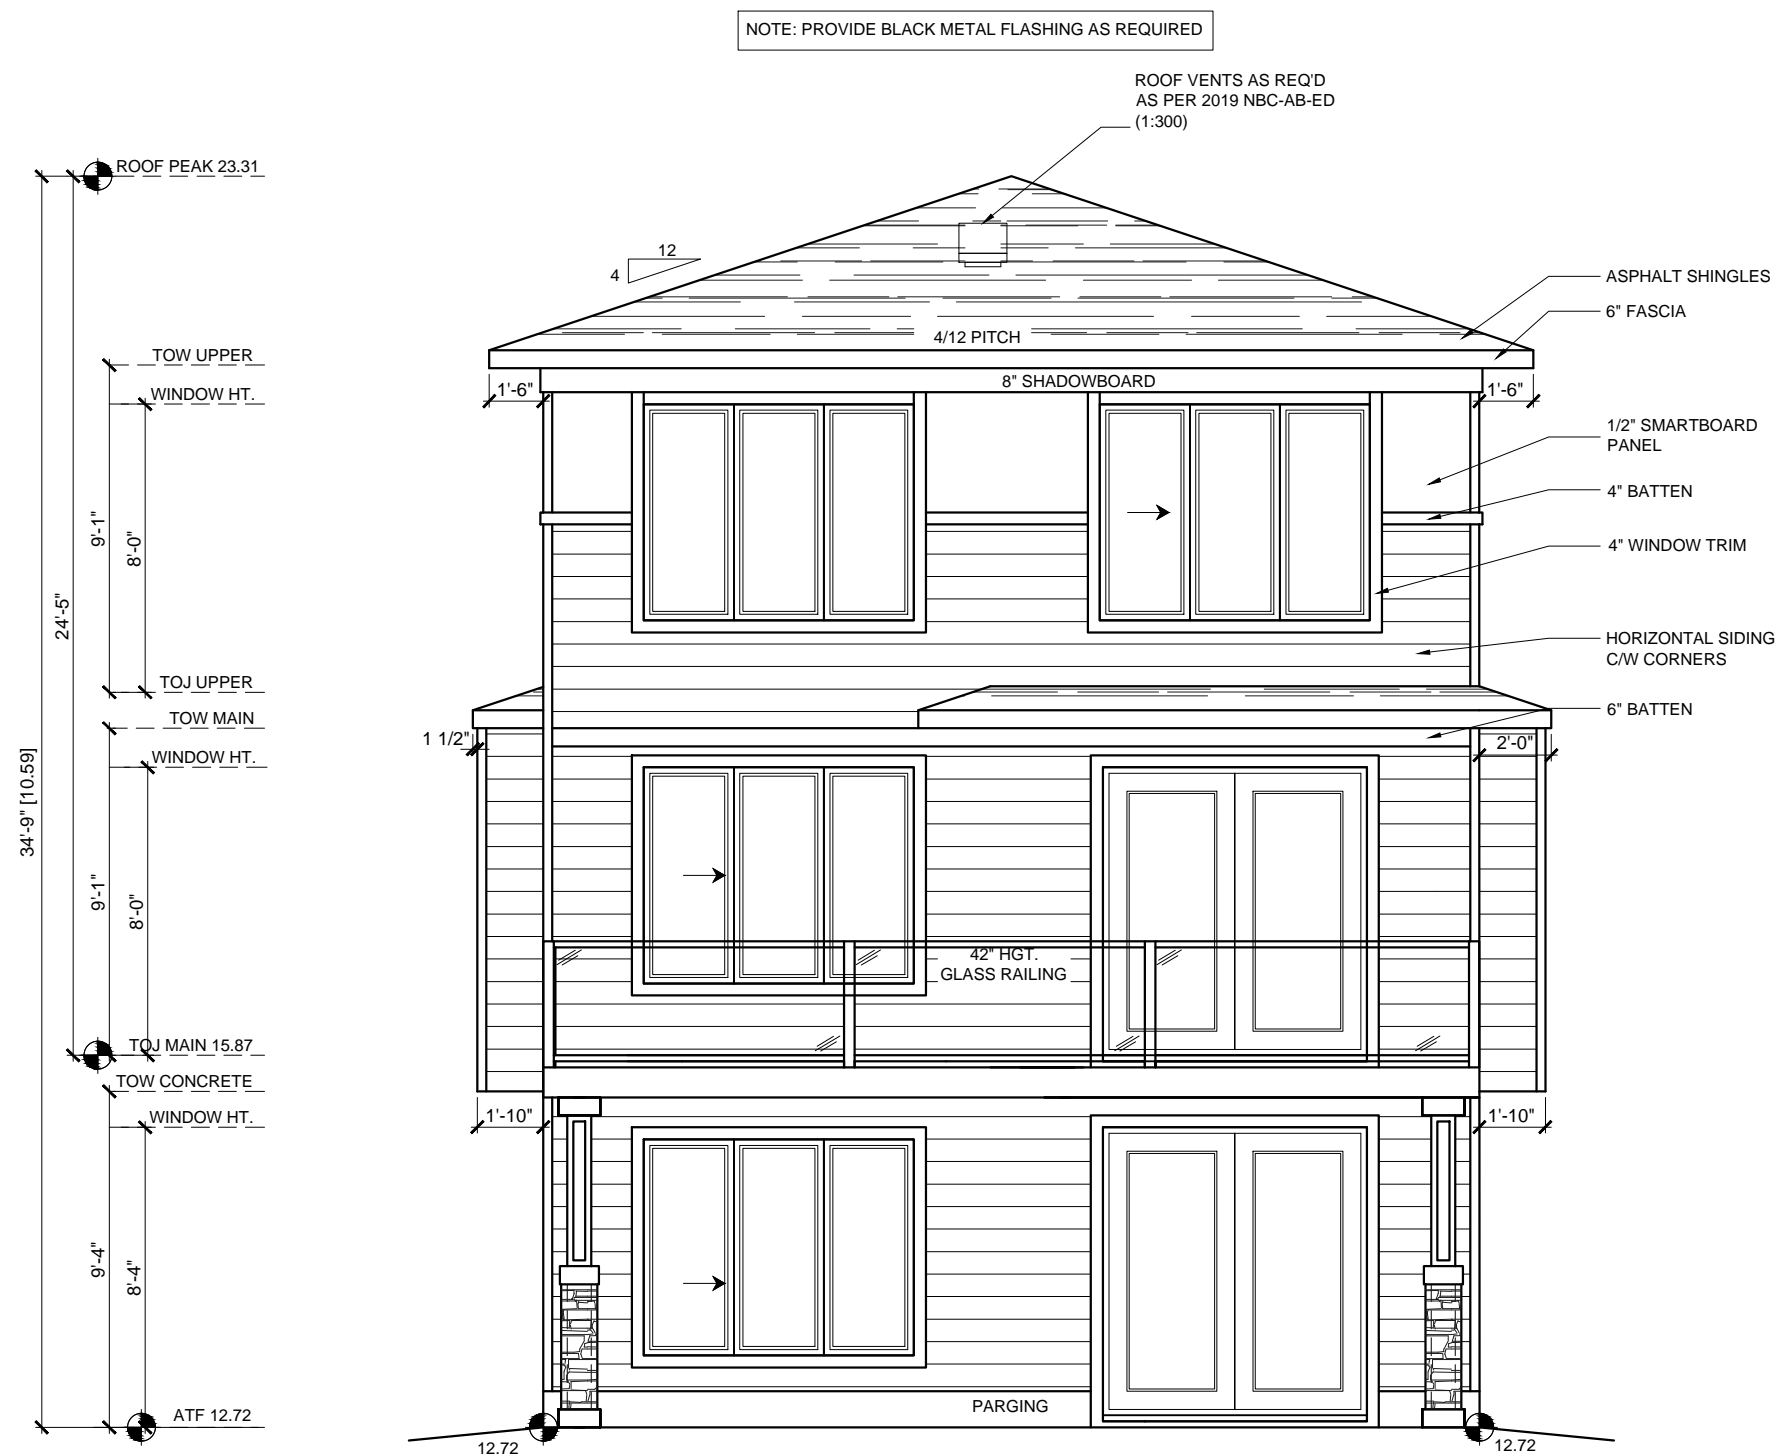 NOTE: PROVIDE BLACK METAL FLASHING AS REQUIRED
ROOF VENTS AS REQ'D
AS PER 2019 NBC-AB-ED
(1:300)
ROOF PEAK 23.31
12
4
ASPHALT SHINGLES
6" FASCIA
4/12 PITCH
TOW UPPER
8" SHADOWBOARD
1'-6"
1'-6"
WINDOW HT.
1/2" SMARTBOARD
PANEL
4" BATTEN
9'-1"
8'-0"
4" WINDOW TRIM
24'-5"
HORIZONTAL SIDING
C/W CORNERS
TOJ UPPER
6" BATTEN
TOW MAIN
1 1/2"
2'-0"
WINDOW HT.
34'-9" [10.59]
9'-1"
8'-0"
42" HGT.
GLASS RAILING
TOJ MAIN 15.87
TOW CONCRETE
WINDOW HT.
1'-10"
1'-10"
9'-4"
8'-4"
PARGING
ATF 12.72
12.72
12.72